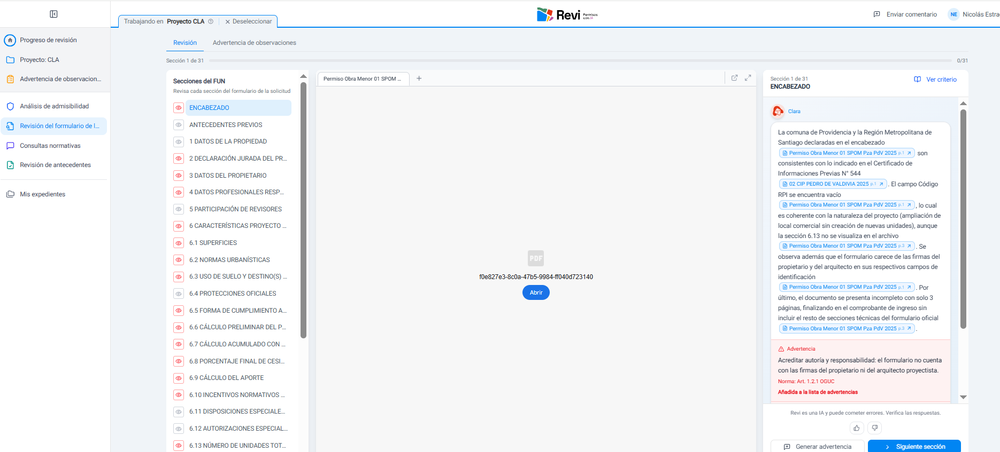 Trabajando en Proyecto CLA
Deseleccionar
Revi Permisos con IA
Enviar comentario
NE
Nicolás Estra
Progreso de revisión
Proyecto: CLA
Advertencia de observacion...
Análisis de admisibilidad
Revisión del formulario de l...
Consultas normativas
Revisión de antecedentes
Mis expedientes
Revisión
Advertencia de observaciones
Sección 1 de 31
0/31
Secciones del FUN
Revisa cada sección del formulario de la solicitud
ENCABEZADO
ANTECEDENTES PREVIOS
1 DATOS DE LA PROPIEDAD
2 DECLARACIÓN JURADA DEL PR...
3 DATOS DEL PROPIETARIO
4 DATOS PROFESIONALES RESP...
5 PARTICIPACIÓN DE REVISORES
6 CARACTERÍSTICAS PROYECTO ...
6.1 SUPERFICIES
6.2 NORMAS URBANÍSTICAS
6.3 USO DE SUELO Y DESTINO(S) ...
6.4 PROTECCIONES OFICIALES
6.5 FORMA DE CUMPLIMIENTO A...
6.6 CÁLCULO PRELIMINAR DEL P...
6.7 CÁLCULO ACUMULADO CON ...
6.8 PORCENTAJE FINAL DE CESI...
6.9 CÁLCULO DEL APORTE
6.10 INCENTIVOS NORMATIVOS ...
6.11 DISPOSICIONES ESPECIALE...
6.12 AUTORIZACIONES ESPECIAL...
6.13 NÚMERO DE UNIDADES TOT...
Permiso Obra Menor 01 SPOM ...
PDF
f0e827e3-8c0a-47b5-9984-ff040d723140
Abrir
Sección 1 de 31
ENCABEZADO
Ver criterio
Clara
La comuna de Providencia y la Región Metropolitana de
Santiago declaradas en el encabezado
Permiso Obra Menor 01 SPOM Pza PdV 2025 p.1 son
consistentes con lo indicado en el Certificado de
Informaciones Previas N° 544
02 CIP PEDRO DE VALDIVIA 2025 p.1 . El campo Código
RPI se encuentra vacío
Permiso Obra Menor 01 SPOM Pza PdV 2025 p.1 , lo cual
es coherente con la naturaleza del proyecto (ampliación de
local comercial sin creación de nuevas unidades), aunque
la sección 6.13 no se visualiza en el archivo
Permiso Obra Menor 01 SPOM Pza PdV 2025 p.3 . Se
observa además que el formulario carece de las firmas del
propietario y del arquitecto en sus respectivos campos de
identificación
Permiso Obra Menor 01 SPOM Pza PdV 2025 p.1 . Por
último, el documento se presenta incompleto con solo 3
páginas, finalizando en el comprobante de ingreso sin
incluir el resto de secciones técnicas del formulario oficial
Permiso Obra Menor 01 SPOM Pza PdV 2025 p.3 .
Advertencia
Acreditar autoría y responsabilidad: el formulario no cuenta
con las firmas del propietario ni del arquitecto proyectista.
Norma: Art. 1.2.1 OGUC
Añadida a la lista de advertencias
Revi es una IA y puede cometer errores. Verifica las respuestas.
Generar advertencia
Siguiente sección